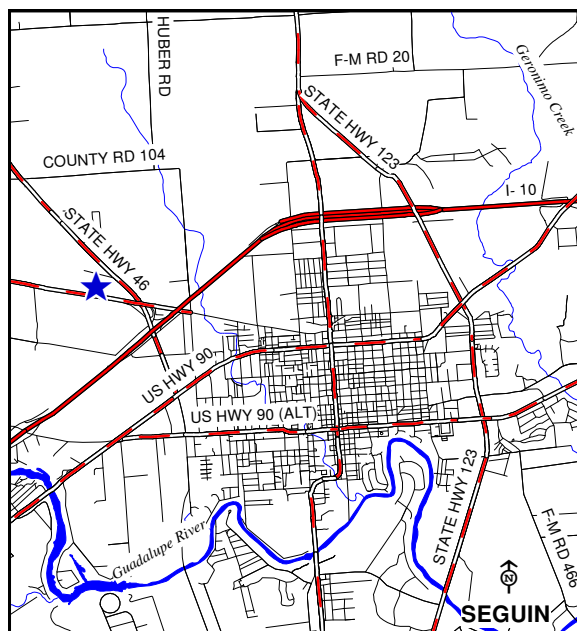 HUBER RD
F-M RD 20
Geronimo Creek
STATE HWY 123
COUNTY RD 104
I- 10
STATE HWY 46
US HWY 90
US HWY 90 (ALT)
STATE HWY 123
F-M RD 466
Guadalupe River
N
SEGUIN